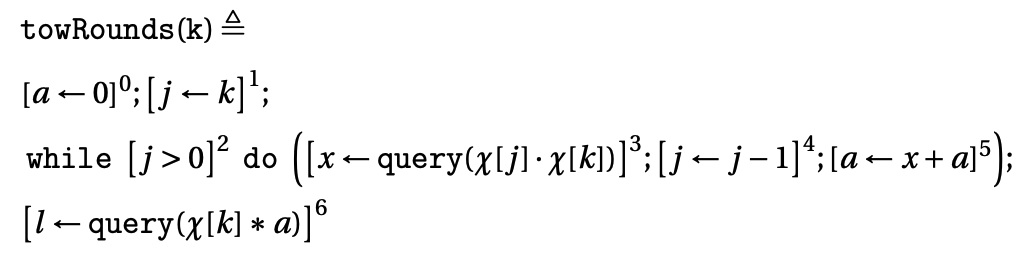 towRounds(k) ≜
[a ← 0]⁰; [j ← k]¹;
while [j > 0]² do ([x ← query(χ[j] · χ[k])]³; [j ← j − 1]⁴; [a ← x + a]⁵);
[l ← query(χ[k] ∗ a)]⁶